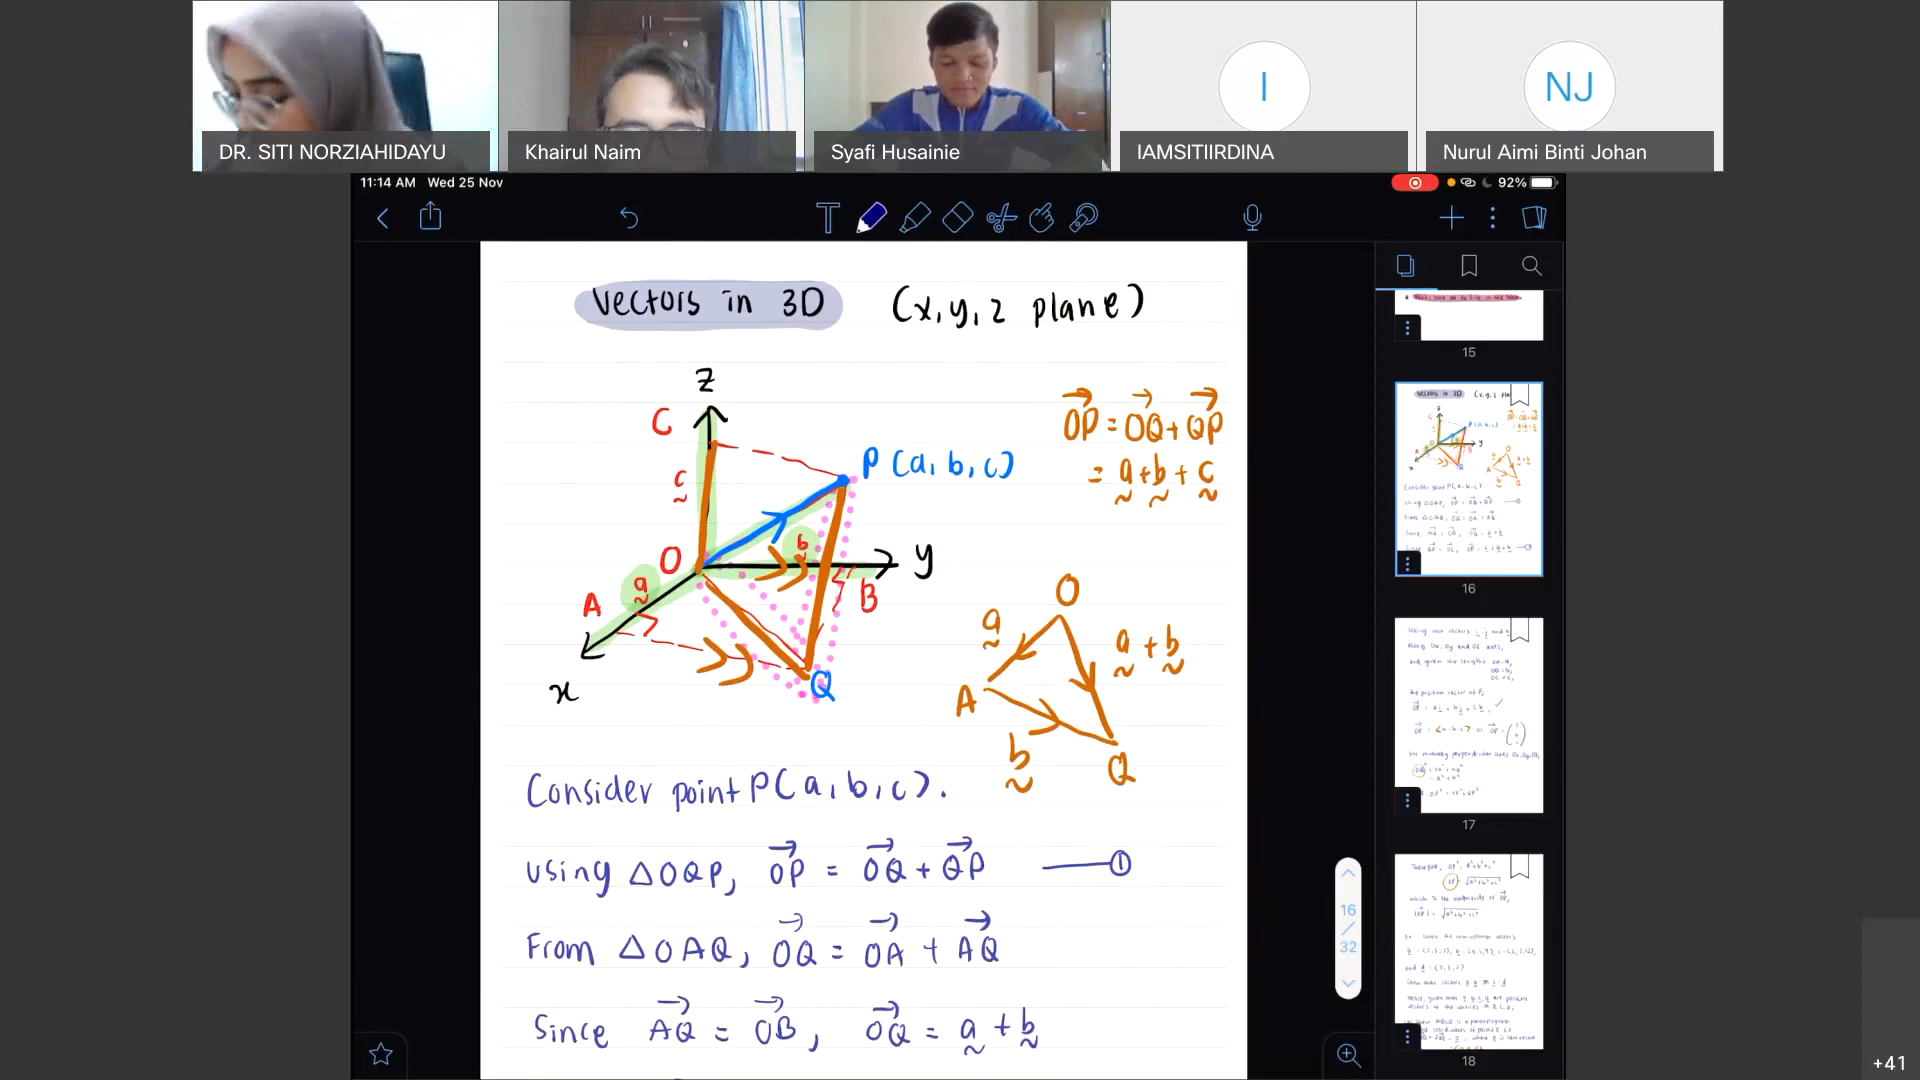 DR. SITI NORZIAHIDAYU
Khairul Naim
Syafi Husainie
I
IAMSITIIRDINA
NJ
Nurul Aimi Binti Johan
11:14 AM Wed 25 Nov
92%
T
Vectors in 3D (x, y, z plane)
z
C
c
P (a, b, c)
O
b
y
B
A
a
x
Q
OP = OQ + QP
= a + b + c
O
a
a + b
A
b
Q
Consider point P(a, b, c).
using △OQP, OP = OQ + QP —— ①
From △OAQ, OQ = OA + AQ
Since AQ = OB, OQ = a + b
15
16
17
18
16
/
32
+41